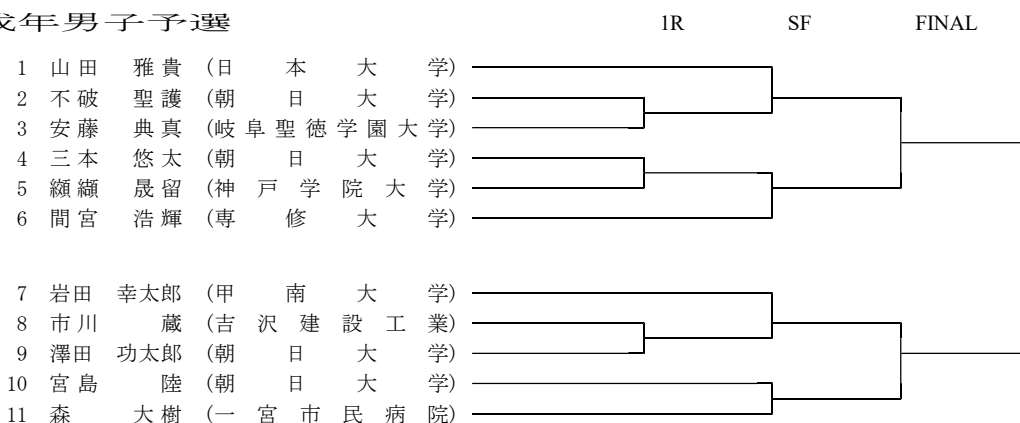 成年男子予選 1R SF FINAL
1 山田 雅貴 (日本大学)
2 不破 聖護 (朝日大学)
3 安藤 典真 (岐阜聖徳学園大学)
4 三本 悠太 (朝日大学)
5 纐纈 晟留 (神戸学院大学)
6 間宮 浩輝 (専修大学)
7 岩田 幸太郎 (甲南大学)
8 市川 蔵 (吉沢建設工業)
9 澤田 功太郎 (朝日大学)
10 宮島 陸 (朝日大学)
11 森 大樹 (一宮市民病院)